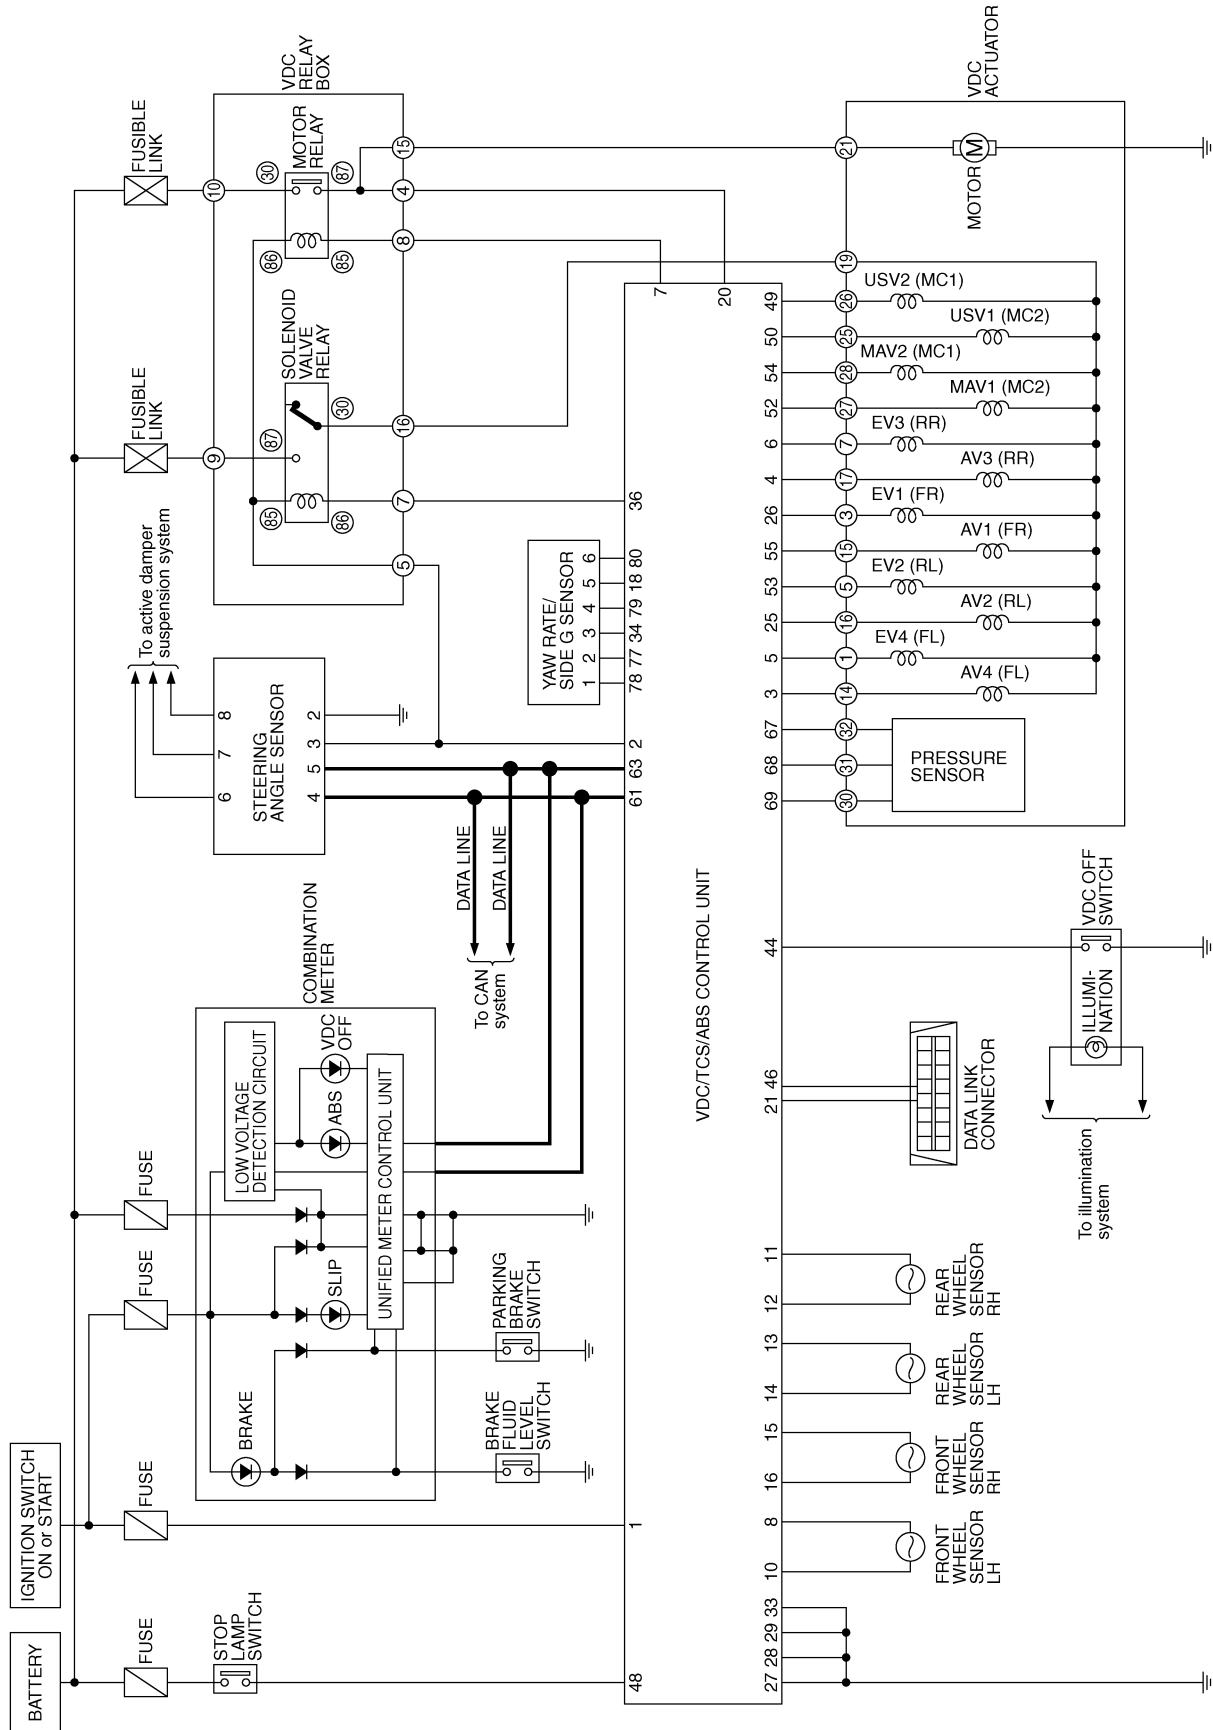 BATTERY
IGNITION SWITCH
ON or START
FUSE
STOP
LAMP
SWITCH
FUSE
FUSE
FUSE
FUSIBLE
LINK
FUSIBLE
LINK
COMBINATION
METER
BRAKE
SLIP
LOW VOLTAGE
DETECTION CIRCUIT
ABS
VDC
OFF
UNIFIED METER CONTROL UNIT
BRAKE
FLUID
LEVEL
SWITCH
PARKING
BRAKE
SWITCH
To CAN
system
DATA LINE
DATA LINE
To active damper
suspension system
STEERING
ANGLE SENSOR
6
7
8
4
5
3
2
VDC
RELAY
BOX
SOLENOID
VALVE
RELAY
MOTOR
RELAY
9
10
85
87
86
86
30
30
85
87
5
7
16
8
4
15
YAW RATE/
SIDE G SENSOR
1
2
3
4
5
6
78
77
34
79
18
80
48
1
61
63
2
36
7
20
VDC/TCS/ABS CONTROL UNIT
27
28
29
33
10
8
16
15
14
13
12
11
21
46
44
69
68
67
3
5
25
53
55
26
4
6
52
54
50
49
FRONT
WHEEL
SENSOR
LH
FRONT
WHEEL
SENSOR
RH
REAR
WHEEL
SENSOR
LH
REAR
WHEEL
SENSOR
RH
DATA LINK
CONNECTOR
To illumination
system
ILLUMI-
NATION
VDC OFF
SWITCH
VDC
ACTUATOR
30
31
32
14
1
16
5
15
3
17
7
27
28
25
26
19
21
PRESSURE
SENSOR
AV4 (FL)
EV4 (FL)
AV2 (RL)
EV2 (RL)
AV1 (FR)
EV1 (FR)
AV3 (RR)
EV3 (RR)
MAV1 (MC2)
MAV2 (MC1)
USV1 (MC2)
USV2 (MC1)
MOTOR
M